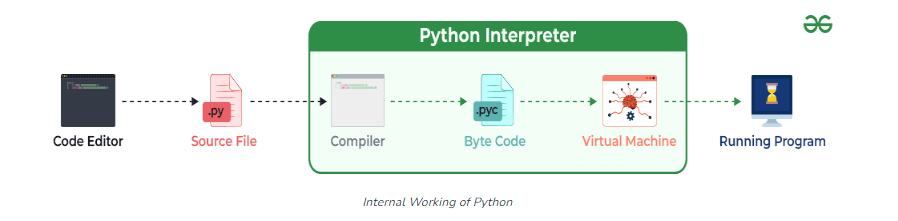 Python Interpreter
.py
.pyc
Code Editor
Source File
Compiler
Byte Code
Virtual Machine
Running Program
Internal Working of Python